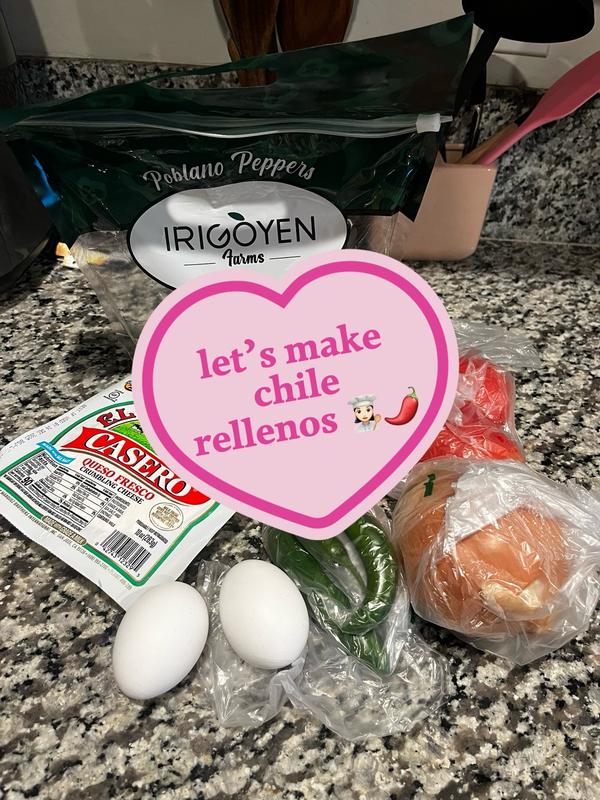 Poblano Peppers
IRIGOYEN
Farms
let's make
chile
rellenos
CASERO
QUESO FRESCO
CRUMBLING CHEESE